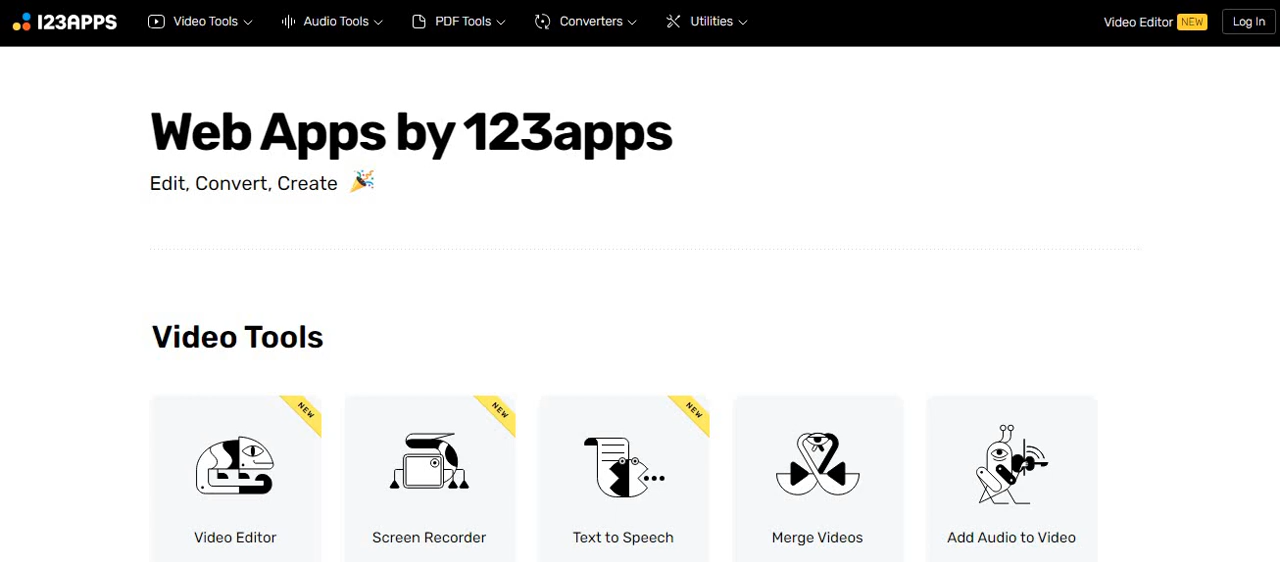 123APPS Video Tools Audio Tools PDF Tools Converters Utilities Video Editor NEW Log In
Web Apps by 123apps
Edit, Convert, Create
Video Tools
NEW NEW NEW
Video Editor Screen Recorder Text to Speech Merge Videos Add Audio to Video